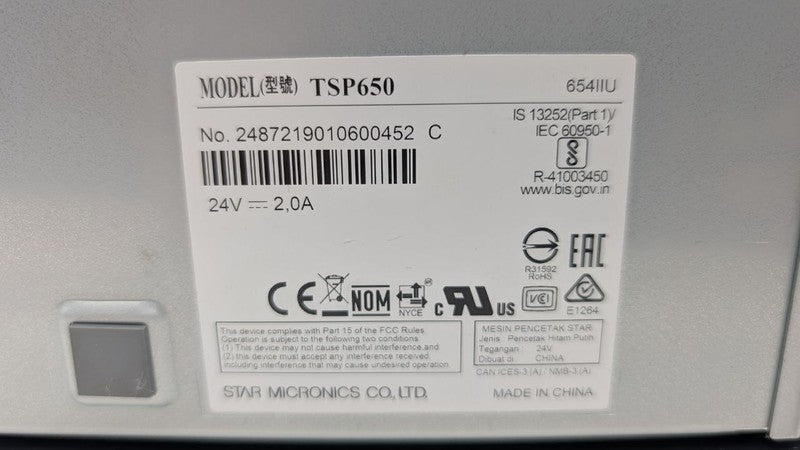 MODEL(型號) TSP650 654IIU
IS 13252(Part 1)/
IEC 60950-1
No. 2487219010600452 C
R-41003450
www.bis.gov.in
24V ⎓ 2,0A
R31592
RoHS
EAC
CE NOM NYCE c UL US VCI E1264
This device complies with Part 15 of the FCC Rules
Operation is subject to the following two conditions
(1) This device may not cause harmful interference, and
(2) this device must accept any interference received,
including interference that may cause undesired operation.
MESIN PENCETAK STAR
Jenis : Pencetak Hitam Putih
Tegangan : 24V
Dibuat di : CHINA
CAN ICES-3 (A) / NMB-3 (A)
STAR MICRONICS CO., LTD. MADE IN CHINA